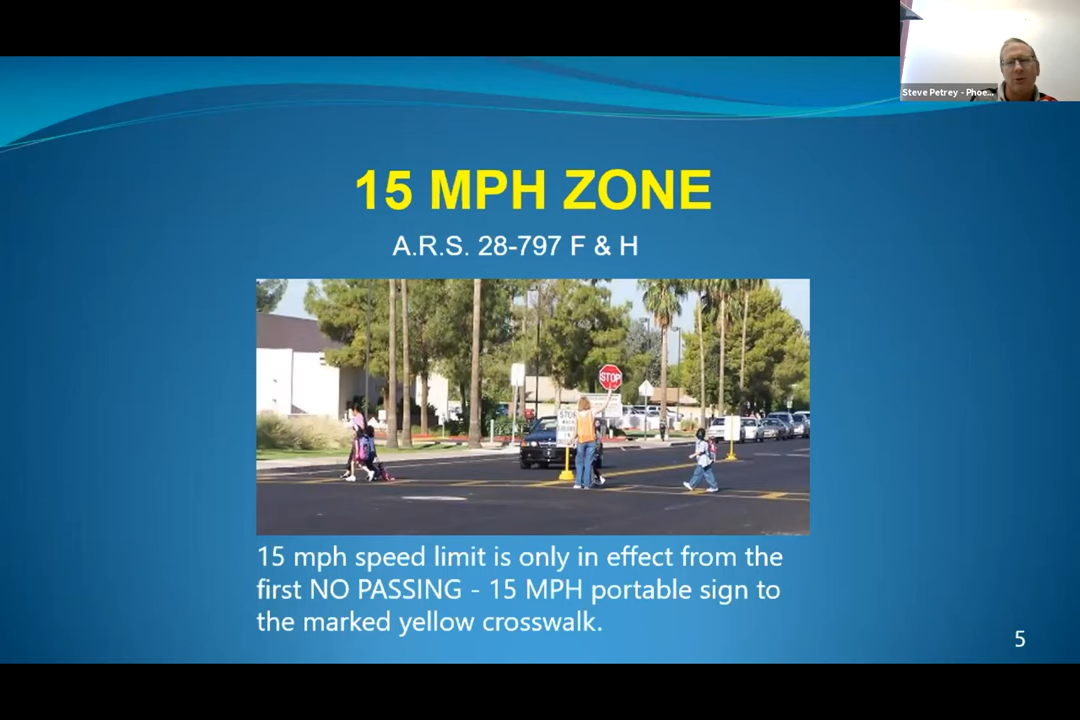 Steve Petrey - Phoe...
15 MPH ZONE
A.R.S. 28-797 F & H
STOP
STOP
15 mph speed limit is only in effect from the
first NO PASSING - 15 MPH portable sign to
the marked yellow crosswalk.
5